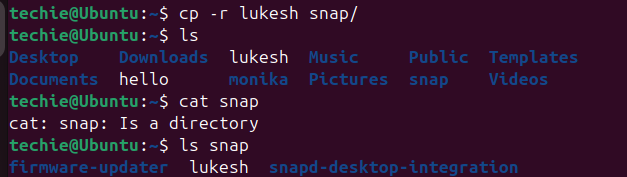 techie@Ubuntu:~$ cp -r lukesh snap/
techie@Ubuntu:~$ ls
Desktop    Downloads  lukesh  Music     Public  Templates
Documents  hello      monika  Pictures  snap    Videos
techie@Ubuntu:~$ cat snap
cat: snap: Is a directory
techie@Ubuntu:~$ ls snap
firmware-updater  lukesh  snapd-desktop-integration